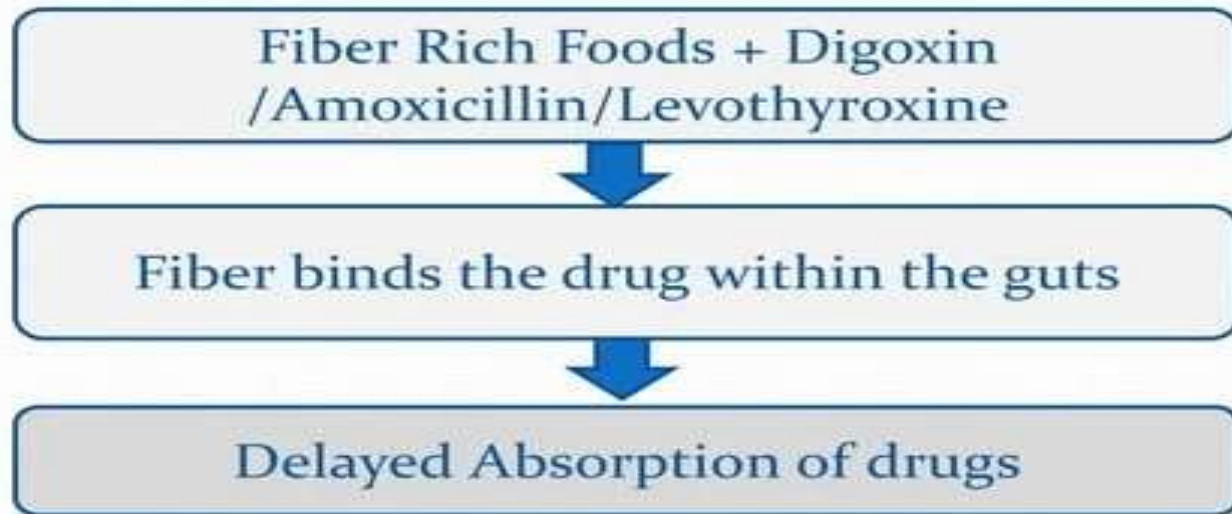 Fiber Rich Foods + Digoxin
/Amoxicillin/Levothyroxine
Fiber binds the drug within the guts
Delayed Absorption of drugs